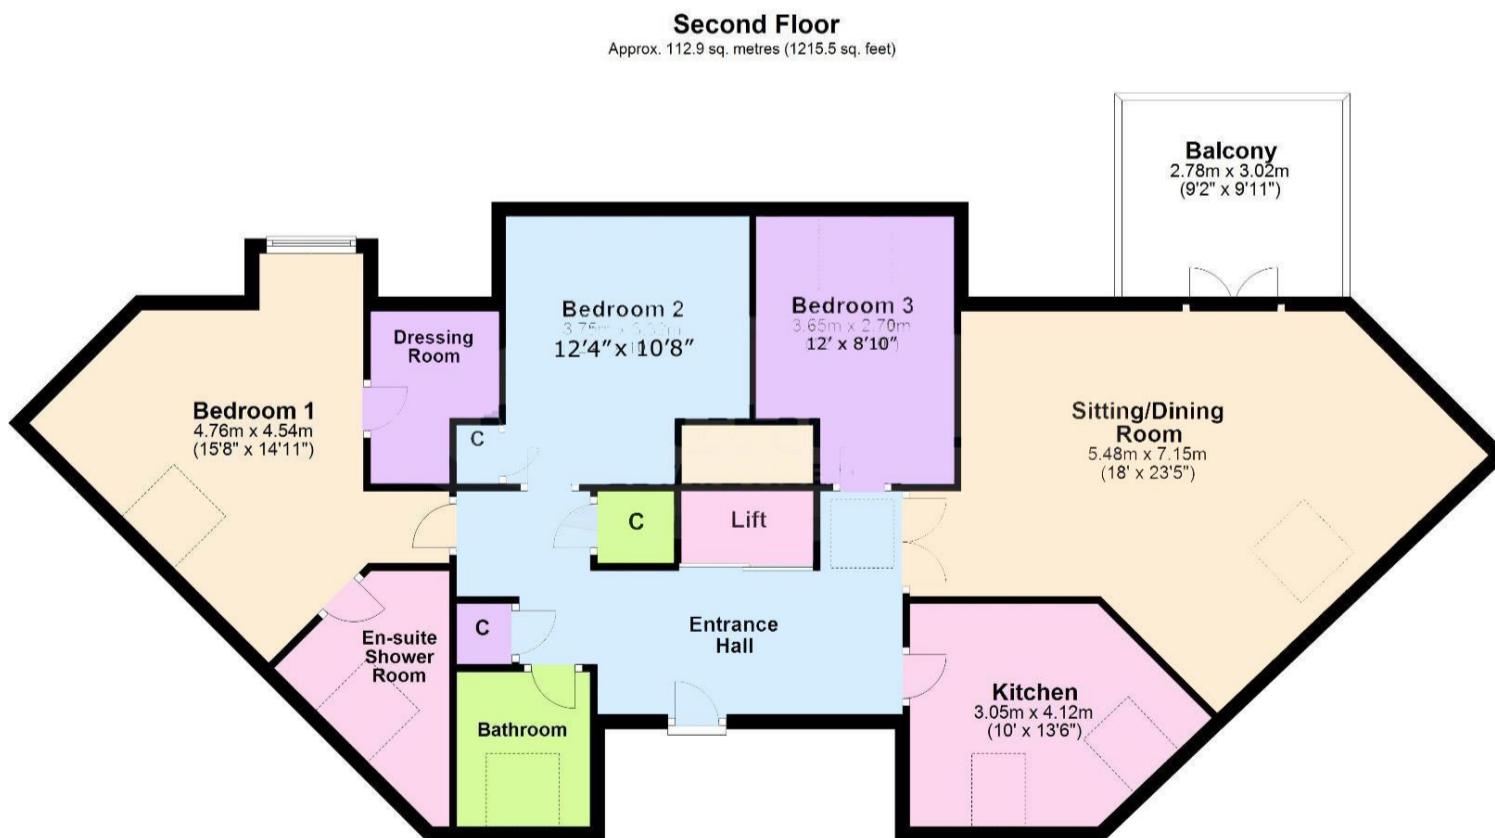 Second Floor
Approx. 112.9 sq. metres (1215.5 sq. feet)
Balcony
2.78m x 3.02m
(9'2" x 9'11")
Bedroom 2
12'4" x 10'8"
Bedroom 3
3.65m x 2.70m
12' x 8'10"
Dressing
Room
Bedroom 1
4.76m x 4.54m
(15'8" x 14'11")
C
Sitting/Dining
Room
5.48m x 7.15m
(18' x 23'5")
C
Lift
C
Entrance
Hall
En-suite
Shower
Room
Kitchen
3.05m x 4.12m
(10' x 13'6")
Bathroom